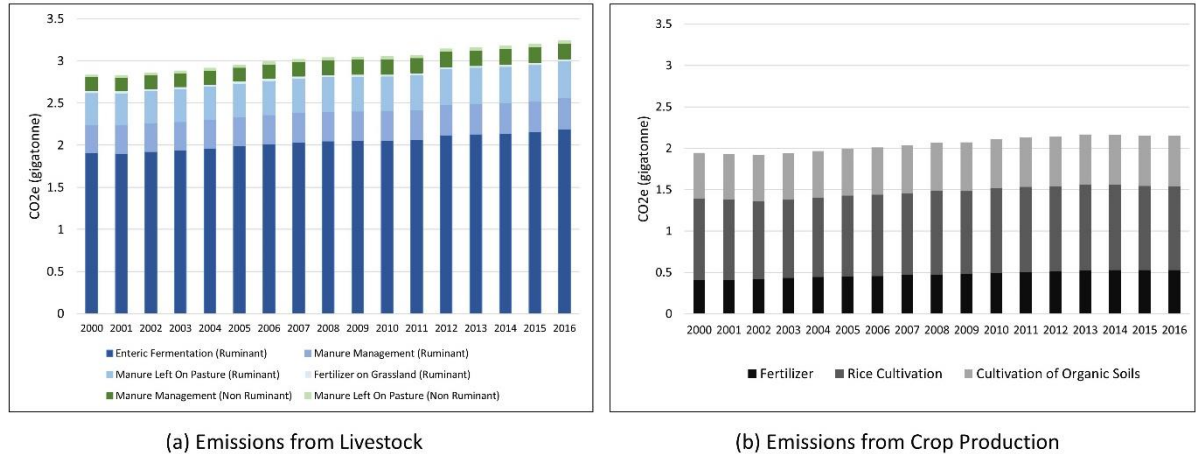 3.5
3
2.5
2
1.5
1
0.5
0
CO2e (gigatonne)
2000 2001 2002 2003 2004 2005 2006 2007 2008 2009 2010 2011 2012 2013 2014 2015 2016
Enteric Fermentation (Ruminant) Manure Management (Ruminant)
Manure Left On Pasture (Ruminant) Fertilizer on Grassland (Ruminant)
Manure Management (Non Ruminant) Manure Left On Pasture (Non Ruminant)
(a) Emissions from Livestock
3.5
3
2.5
2
1.5
1
0.5
0
CO2e (gigatonne)
2000 2001 2002 2003 2004 2005 2006 2007 2008 2009 2010 2011 2012 2013 2014 2015 2016
Fertilizer Rice Cultivation Cultivation of Organic Soils
(b) Emissions from Crop Production